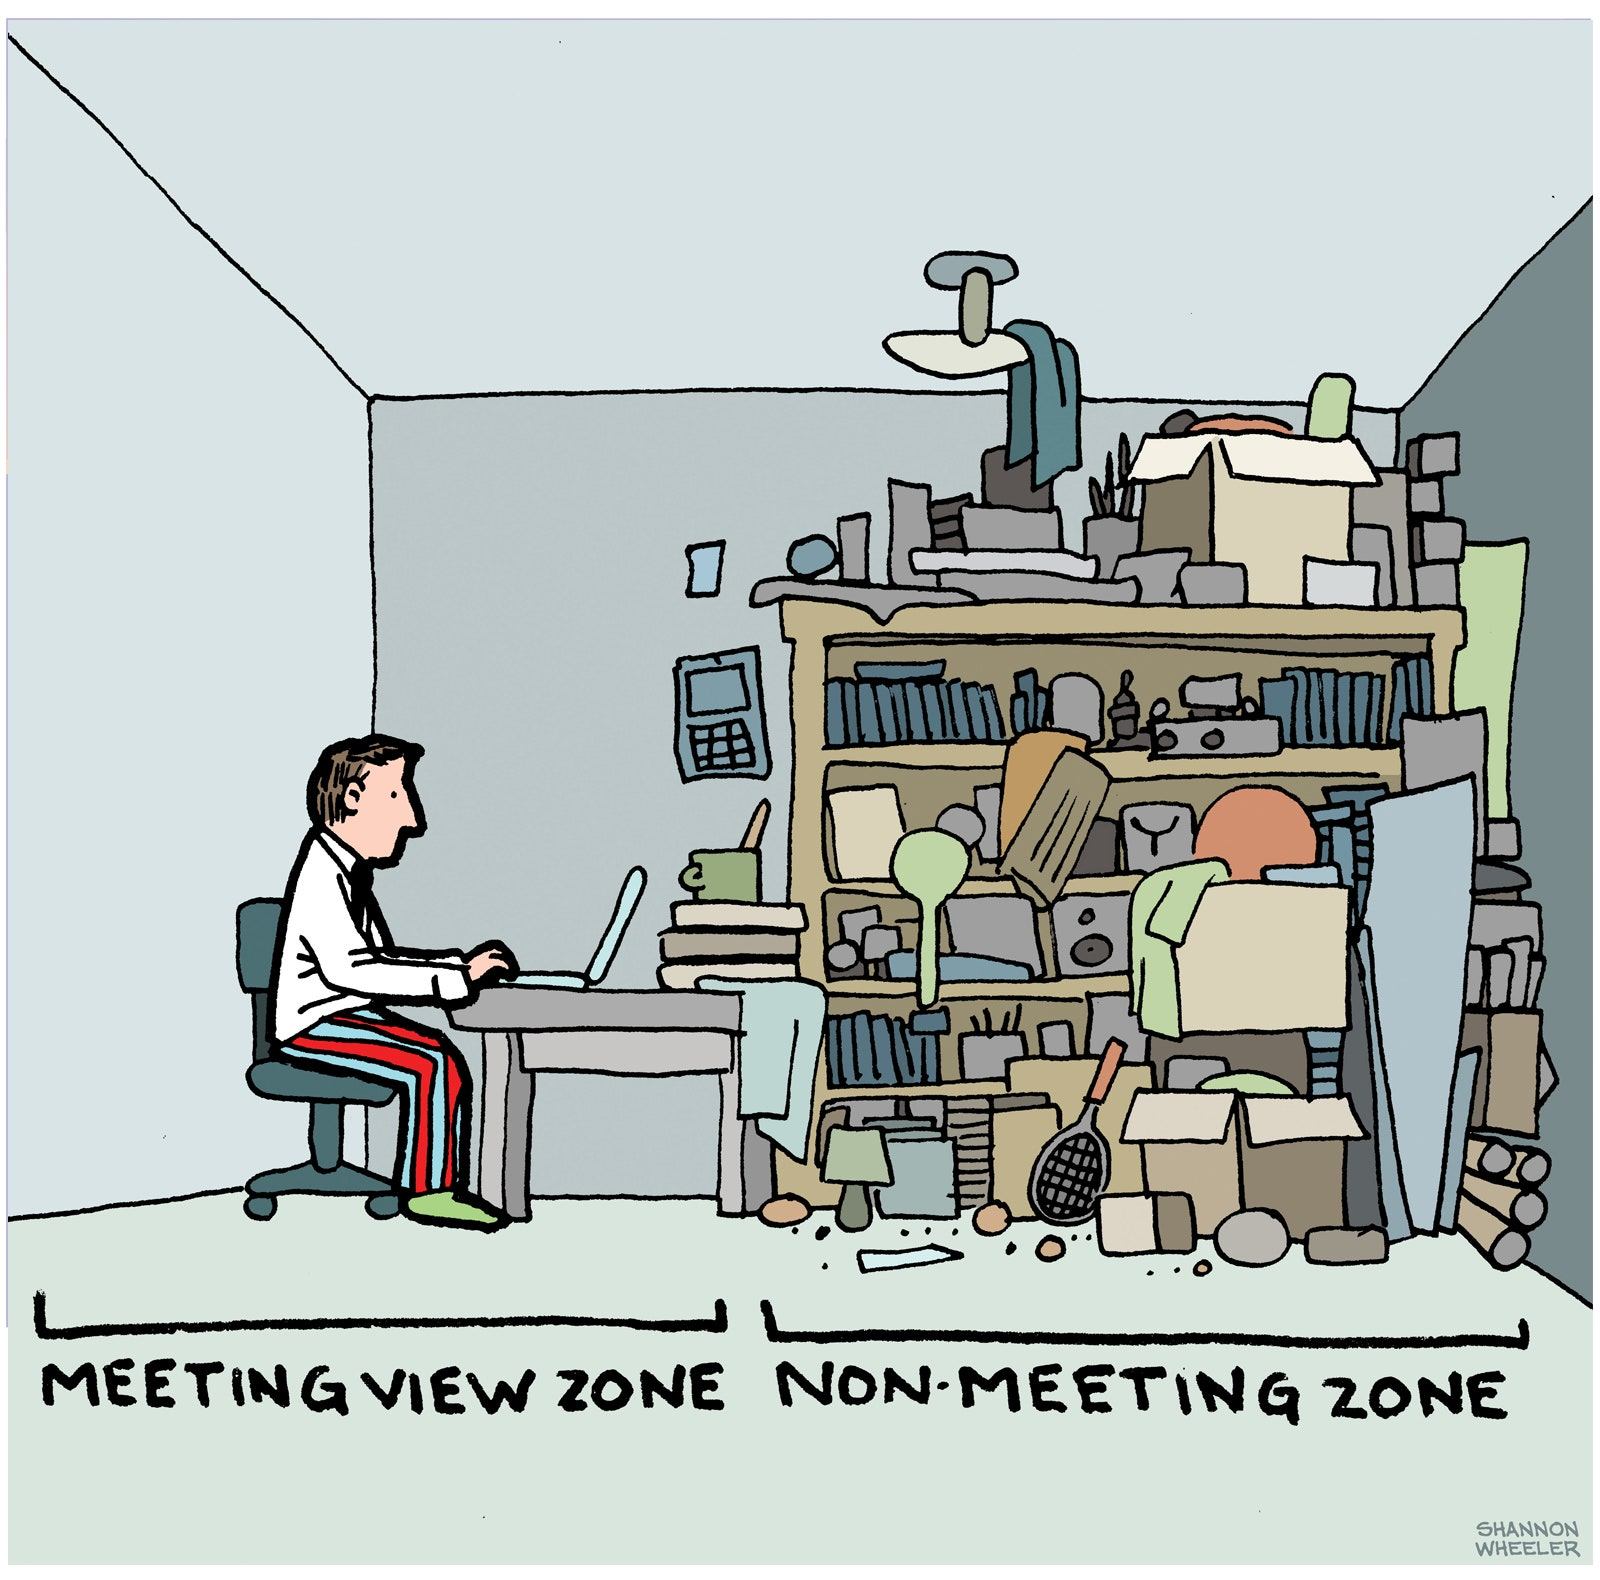 MEETING VIEW ZONE
NON-MEETING ZONE
SHANNON
WHEELER